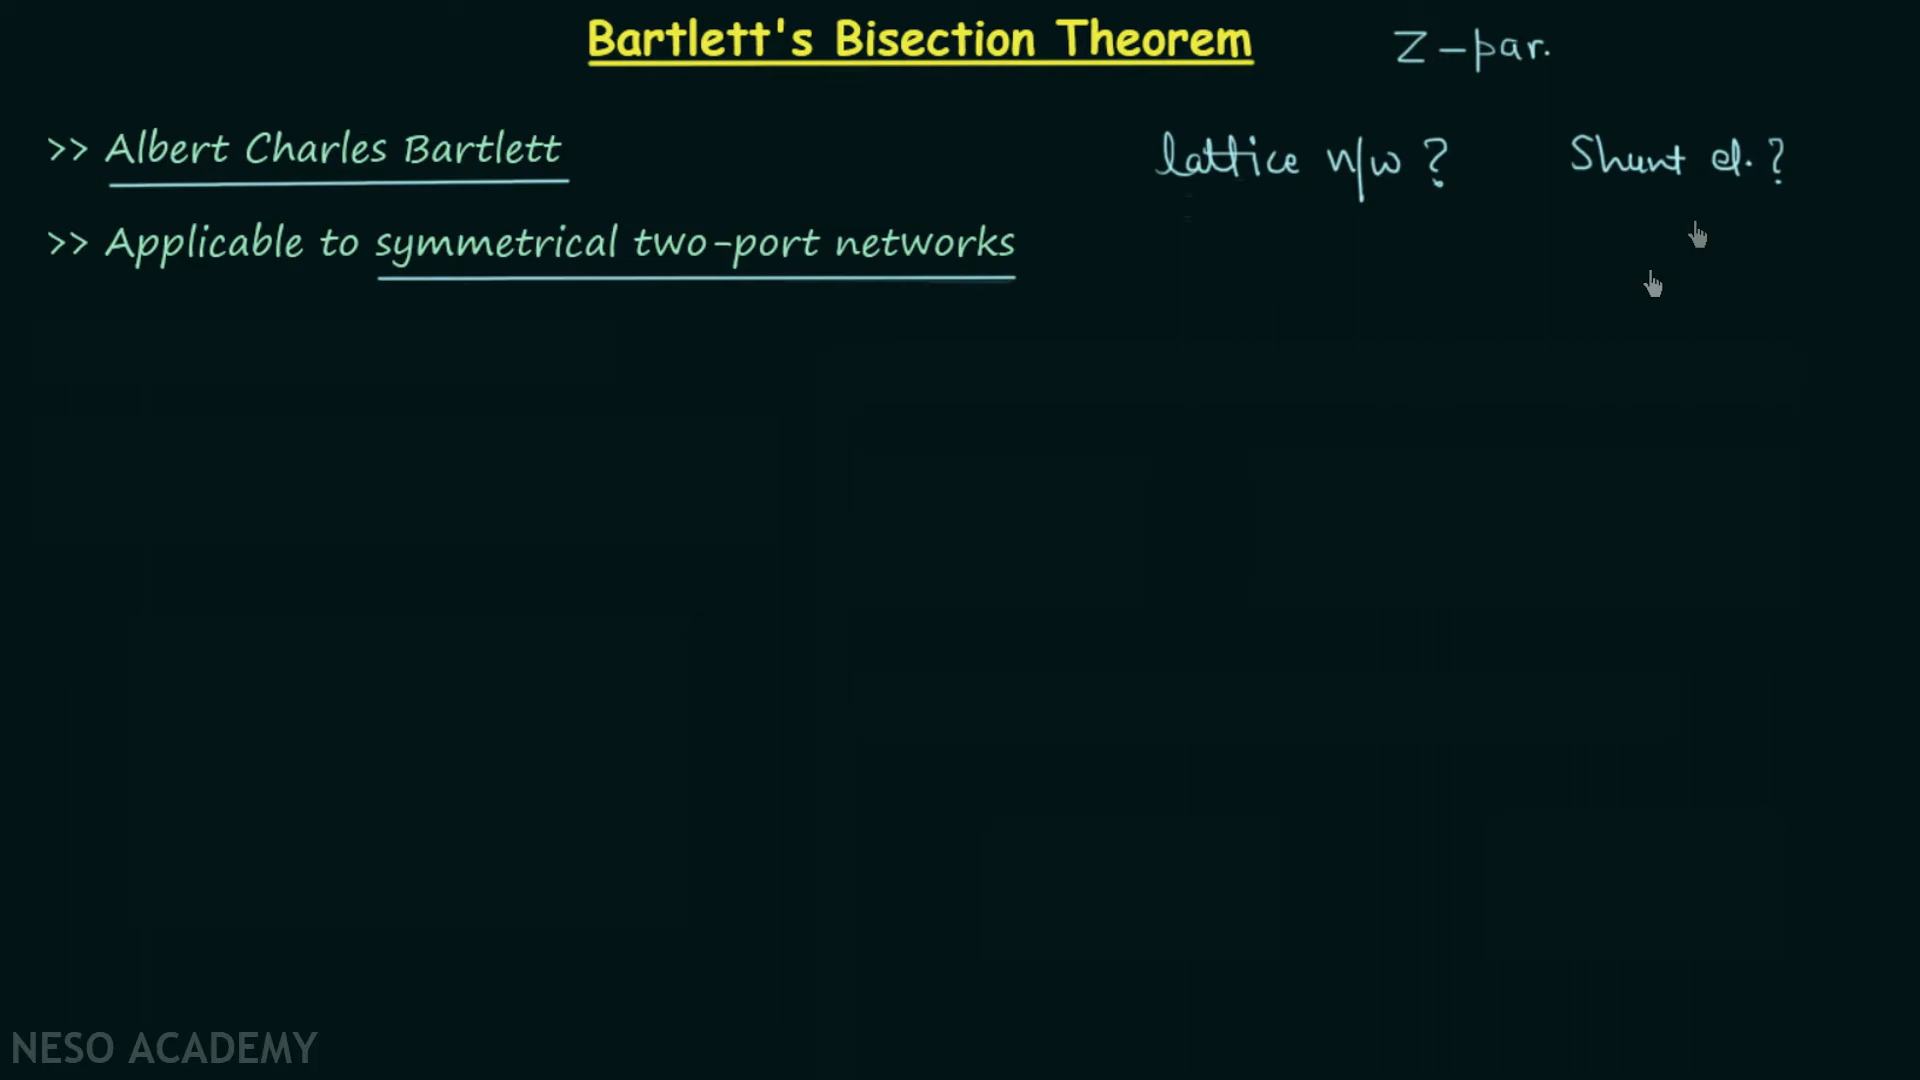 Bartlett's Bisection Theorem
Z-par.
>> Albert Charles Bartlett
lattice n/w ?
Shunt el. ?
>> Applicable to symmetrical two-port networks
NESO ACADEMY